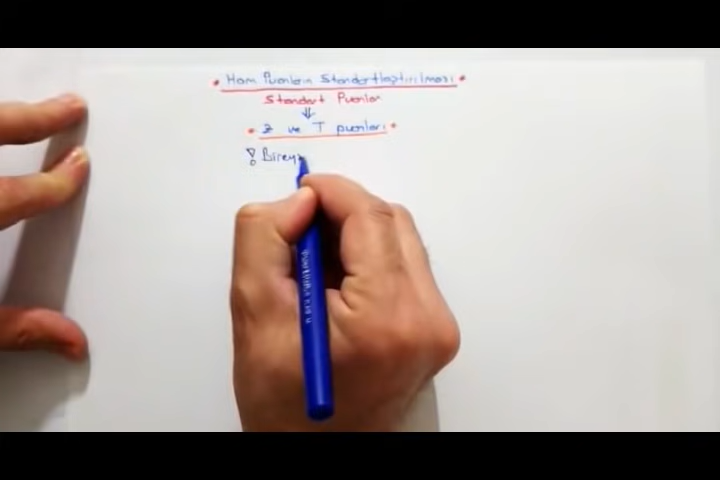 • Ham Puanların Standartlaştırılması •
Standart Puanlar
⇓
• Z ve T puanları •
! Birey